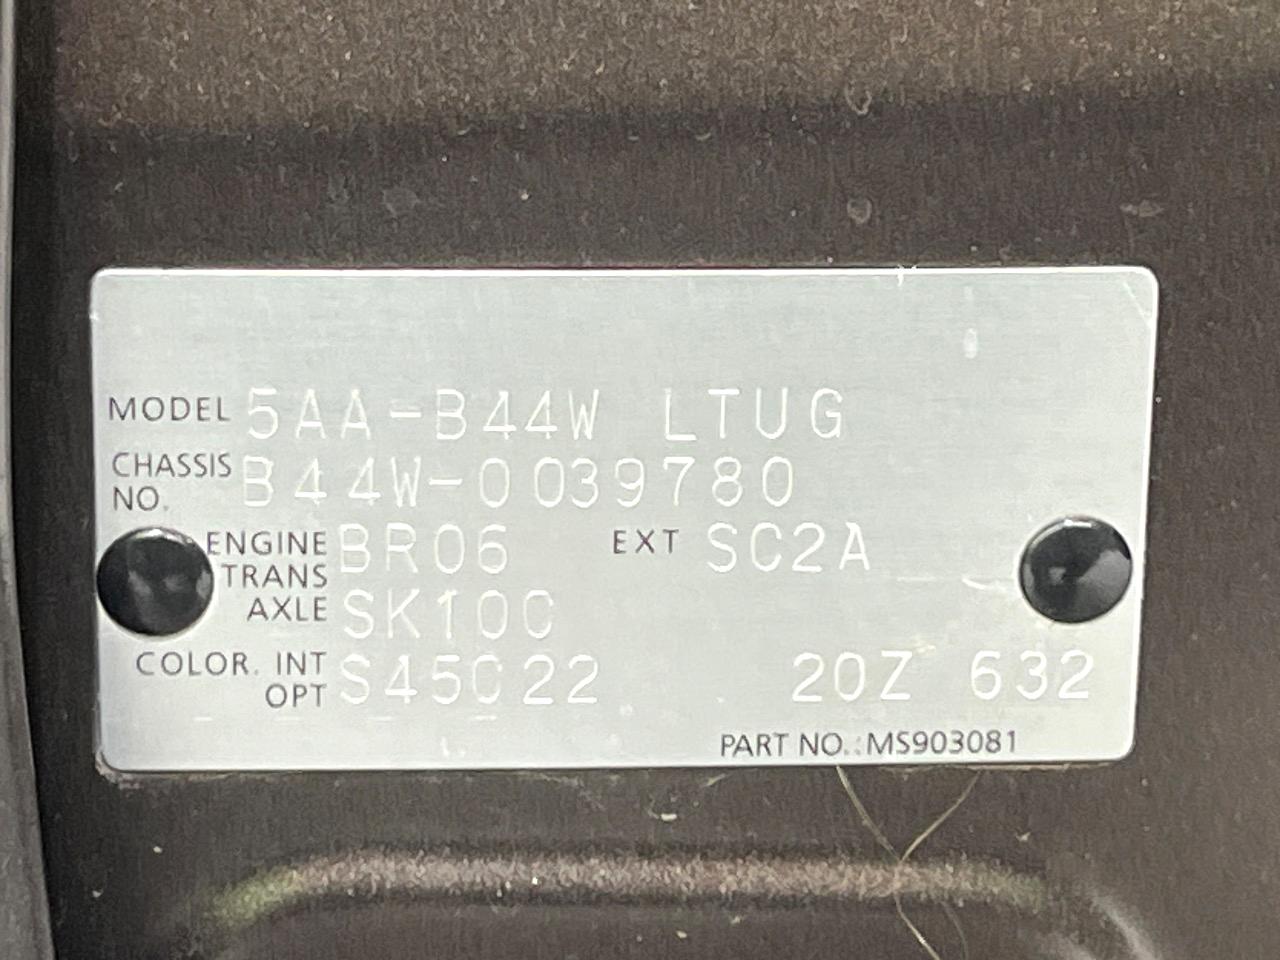 MODEL 5AA-B44W LTUG
CHASSIS NO. B44W-0039780
ENGINE BR06 EXT SC2A
TRANS AXLE SK10C
COLOR. INT OPT S45C22 20Z 632
PART NO.: MS903081